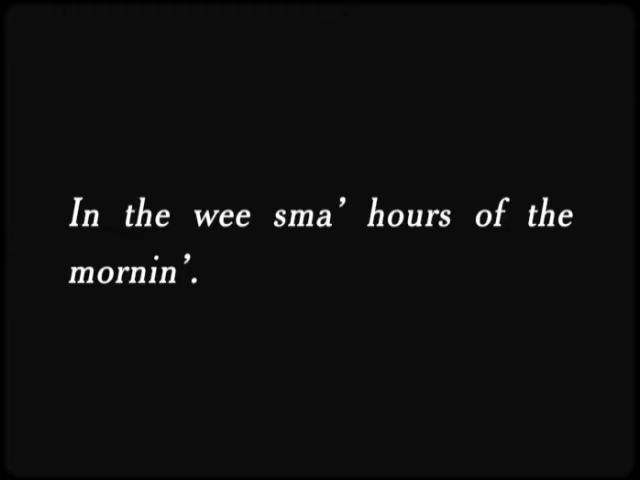 In the wee sma’ hours of the
mornin’.